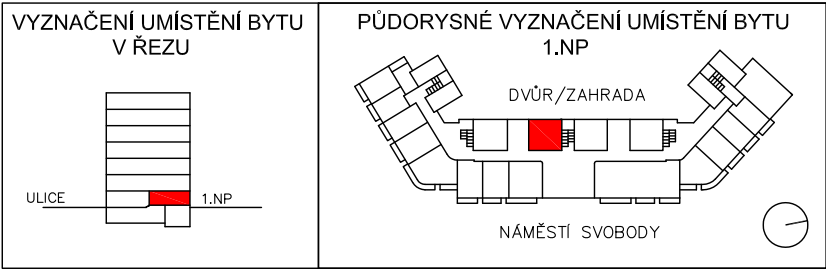 VYZNAČENÍ UMÍSTĚNÍ BYTU
V ŘEZU
ULICE
1.NP
PŮDORYSNÉ VYZNAČENÍ UMÍSTĚNÍ BYTU
1.NP
DVŮR/ZAHRADA
NÁMĚSTÍ SVOBODY